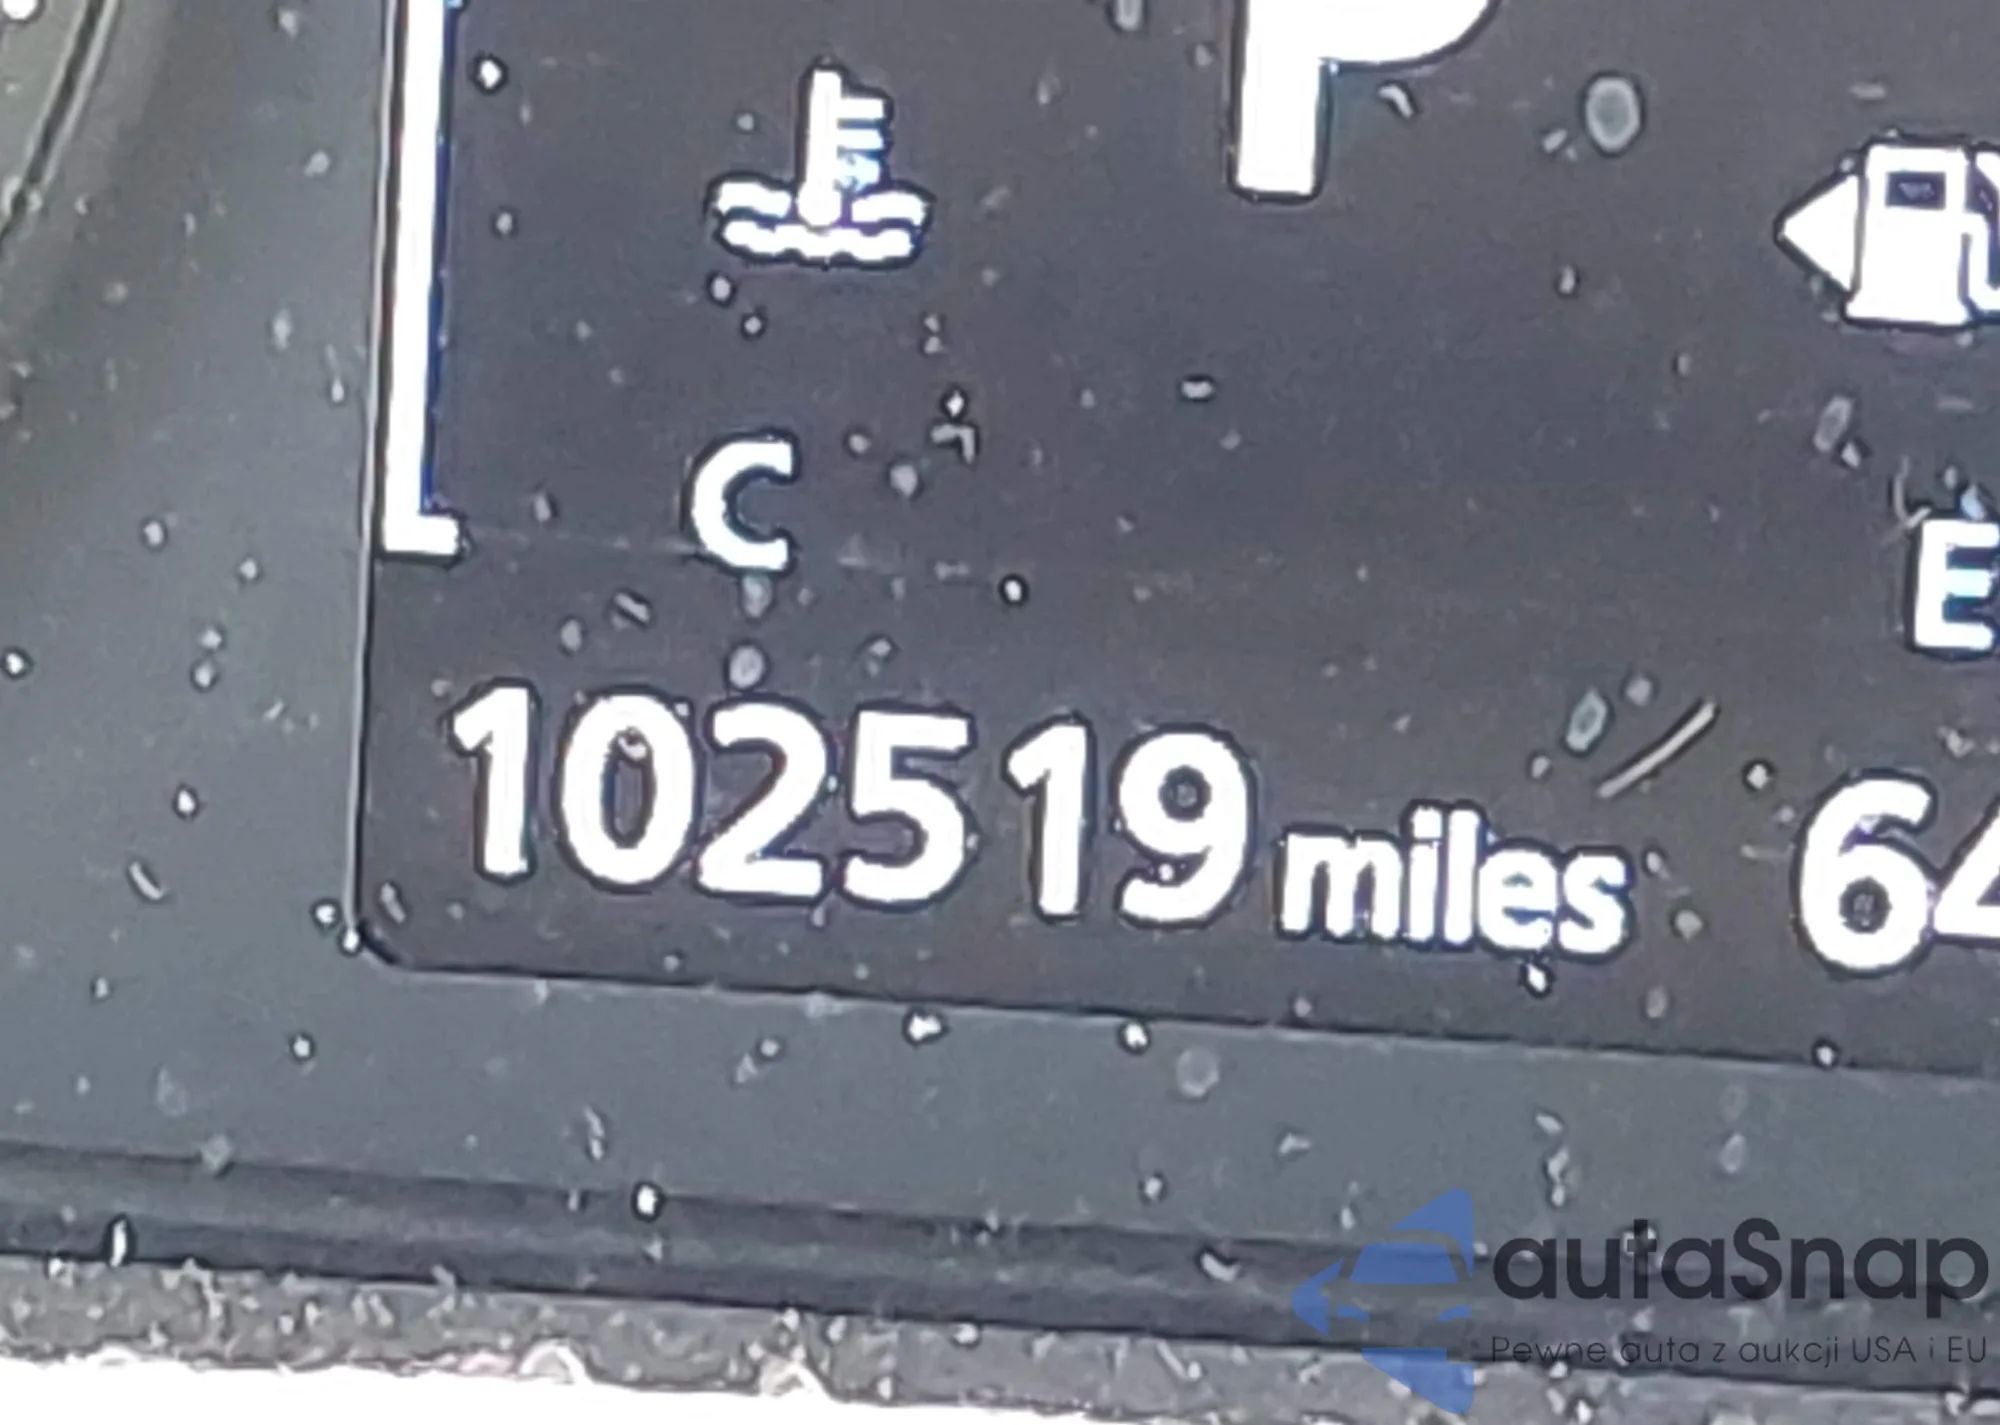 P
C
E
102519 miles 64
autaSnap
Pewne auta z aukcji USA i EU